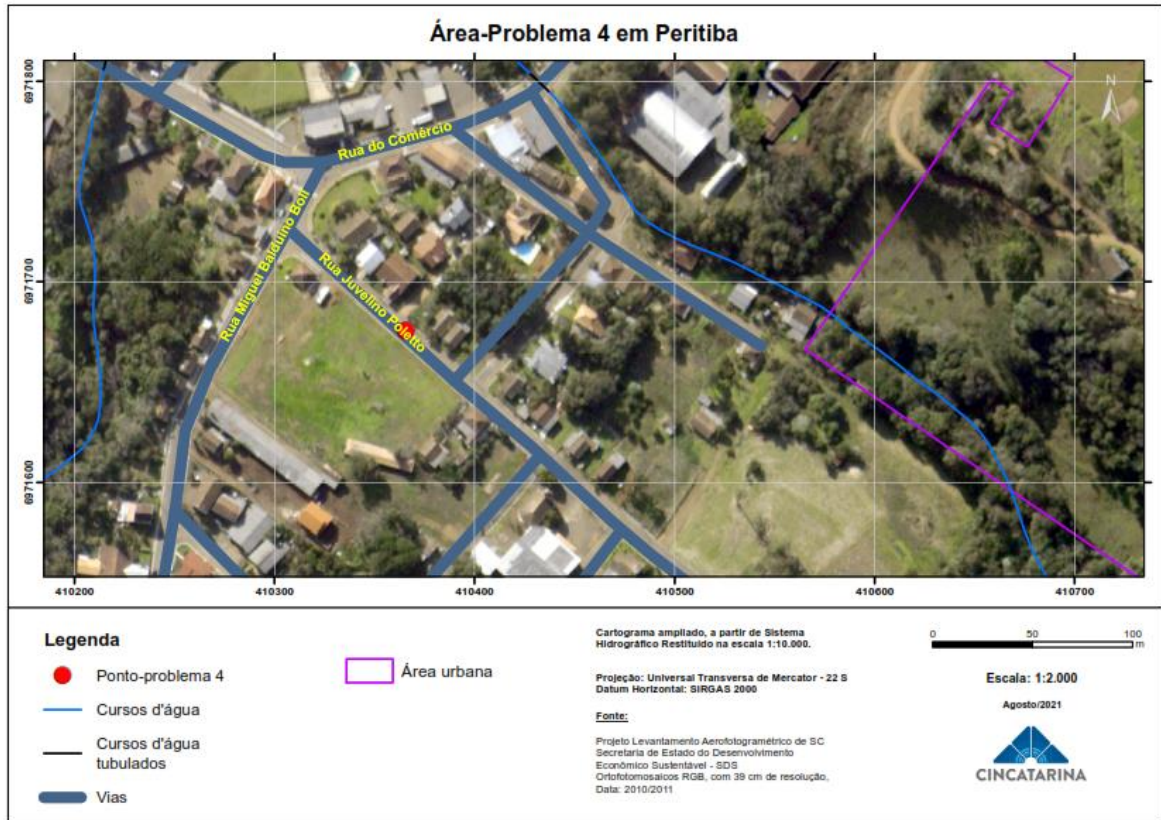 Área-Problema 4 em Peritiba
6971800
6971700
6971600
Rua do Comércio
Rua Miguel Balduino Boll
Rua Juvelino Poletto
N
410200
410300
410400
410500
410600
410700
Legenda
Ponto-problema 4
Cursos d'água
Cursos d'água
tubulados
Vias
Área urbana
Cartograma ampliado, a partir de Sistema
Hidrográfico Restituído na escala 1:10.000.
Projeção: Universal Transversa de Mercator - 22 S
Datum Horizontal: SIRGAS 2000
Fonte:
Projeto Levantamento Aerofotogramétrico de SC
Secretaria de Estado do Desenvolvimento
Econômico Sustentável - SDS
Ortofotomosaicos RGB, com 39 cm de resolução,
Data: 2010/2011
0 50 100
m
Escala: 1:2.000
Agosto/2021
CINCATARINA